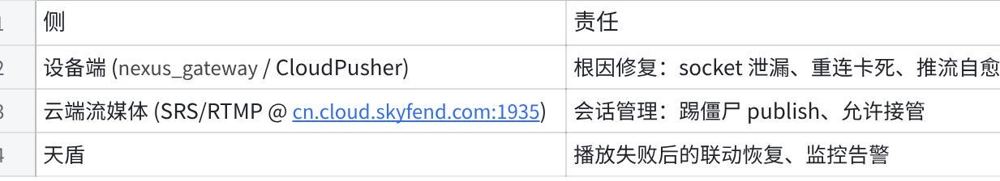 1 侧 责任
2 设备端 (nexus_gateway / CloudPusher) 根因修复：socket 泄漏、重连卡死、推流自愈
3 云端流媒体 (SRS/RTMP @ cn.cloud.skyfend.com:1935) 会话管理：踢僵尸 publish、允许接管
4 天盾 播放失败后的联动恢复、监控告警